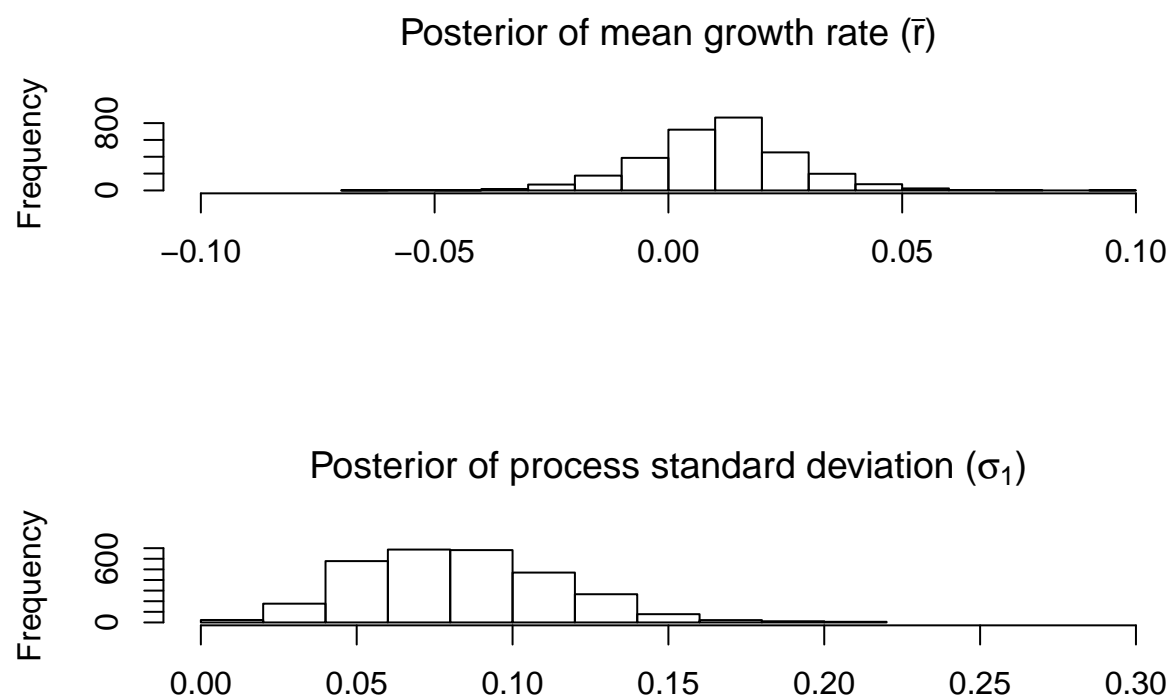 Posterior of mean growth rate (r̅)
Frequency
0 800
−0.10 −0.05 0.00 0.05 0.10
Posterior of process standard deviation (σ₁)
Frequency
0 600
0.00 0.05 0.10 0.15 0.20 0.25 0.30